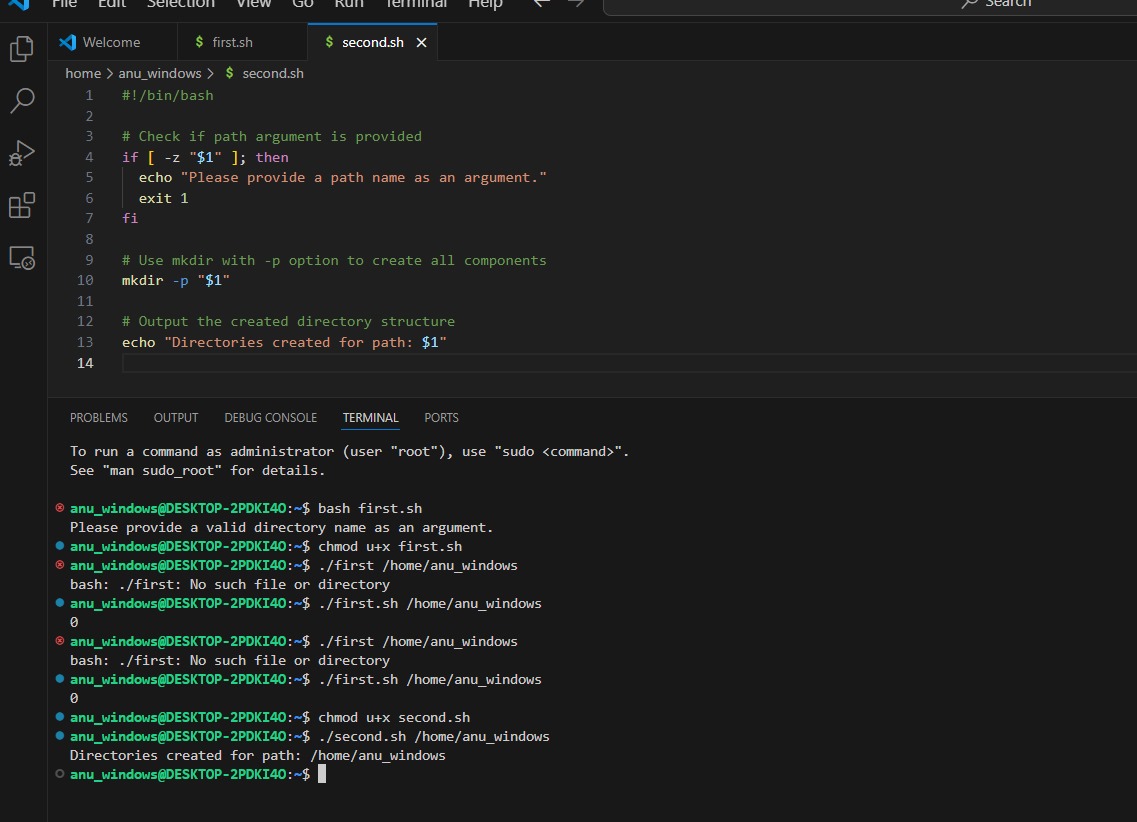 File Edit Selection View Go Run Terminal Help ← → Search
Welcome $ first.sh $ second.sh ×
home > anu_windows > $ second.sh
1 #!/bin/bash
2
3 # Check if path argument is provided
4 if [ -z "$1" ]; then
5 echo "Please provide a path name as an argument."
6 exit 1
7 fi
8
9 # Use mkdir with -p option to create all components
10 mkdir -p "$1"
11
12 # Output the created directory structure
13 echo "Directories created for path: $1"
14
PROBLEMS OUTPUT DEBUG CONSOLE TERMINAL PORTS
To run a command as administrator (user "root"), use "sudo <command>".
See "man sudo_root" for details.
anu_windows@DESKTOP-2PDKI4O:~$ bash first.sh
Please provide a valid directory name as an argument.
anu_windows@DESKTOP-2PDKI4O:~$ chmod u+x first.sh
anu_windows@DESKTOP-2PDKI4O:~$ ./first /home/anu_windows
bash: ./first: No such file or directory
anu_windows@DESKTOP-2PDKI4O:~$ ./first.sh /home/anu_windows
0
anu_windows@DESKTOP-2PDKI4O:~$ ./first /home/anu_windows
bash: ./first: No such file or directory
anu_windows@DESKTOP-2PDKI4O:~$ ./first.sh /home/anu_windows
0
anu_windows@DESKTOP-2PDKI4O:~$ chmod u+x second.sh
anu_windows@DESKTOP-2PDKI4O:~$ ./second.sh /home/anu_windows
Directories created for path: /home/anu_windows
anu_windows@DESKTOP-2PDKI4O:~$